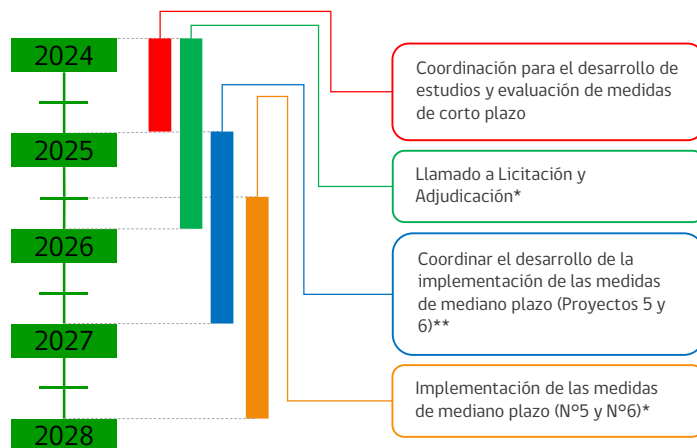 2024
2025
2026
2027
2028
Coordinación para el desarrollo de
estudios y evaluación de medidas
de corto plazo
Llamado a Licitación y
Adjudicación*
Coordinar el desarrollo de la
implementación de las medidas
de mediano plazo (Proyectos 5 y
6)**
Implementación de las medidas
de mediano plazo (N°5 y N°6)*